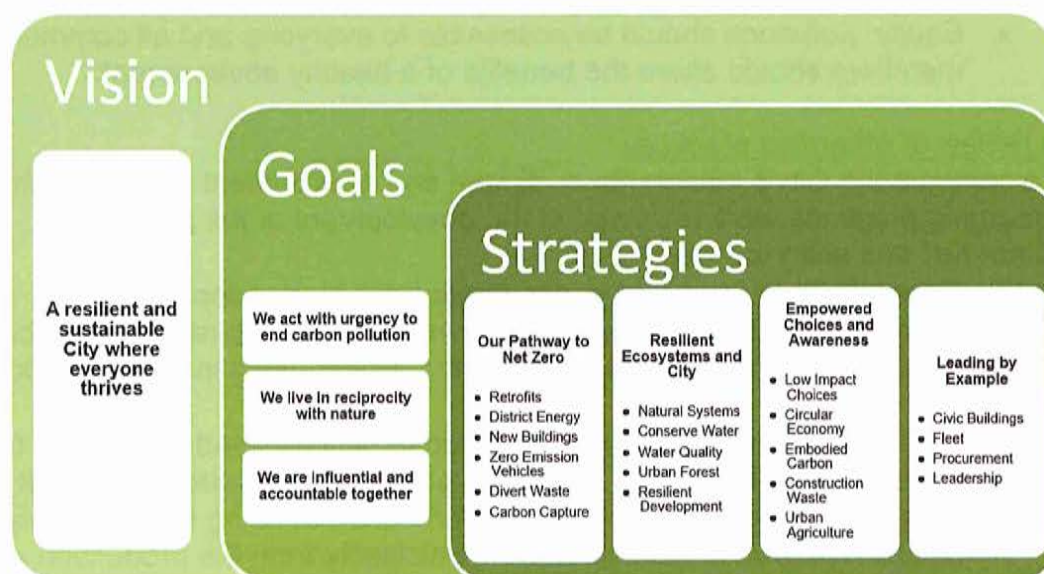 Vision
A resilient and
sustainable
City where
everyone
thrives
Goals
We act with urgency to
end carbon pollution
We live in reciprocity
with nature
We are influential and
accountable together
Strategies
Our Pathway to
Net Zero
• Retrofits
• District Energy
• New Buildings
• Zero Emission
Vehicles
• Divert Waste
• Carbon Capture
Resilient
Ecosystems and
City
• Natural Systems
• Conserve Water
• Water Quality
• Urban Forest
• Resilient
Development
Empowered
Choices and
Awareness
• Low Impact
Choices
• Circular
Economy
• Embodied
Carbon
• Construction
Waste
• Urban
Agriculture
Leading by
Example
• Civic Buildings
• Fleet
• Procurement
• Leadership